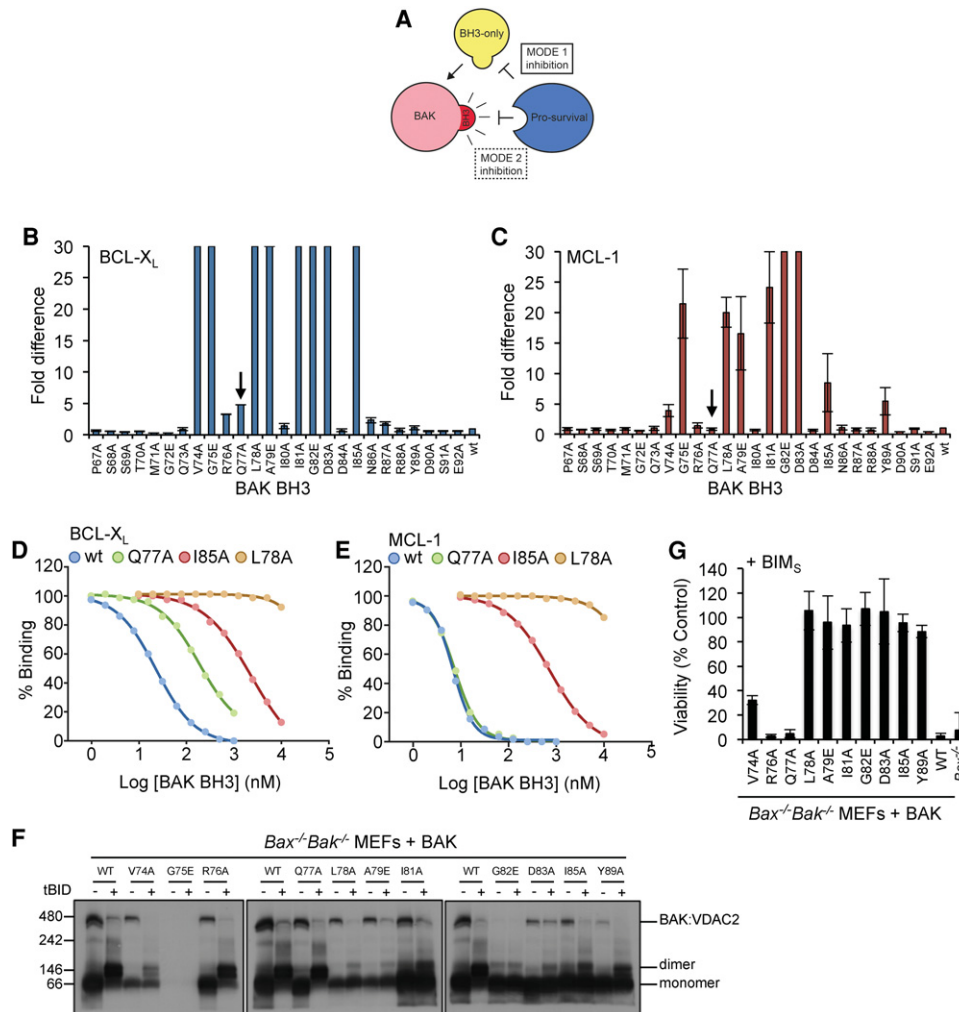 A
BH3-only
MODE 1
inhibition
BAK
BH3
Pro-survival
MODE 2
inhibition
B
BCL-XL
Fold difference
30
25
20
15
10
5
0
P67A S68A S69A T70A M71A G72E Q73A V74A G75E R76A Q77A L78A A79E I80A I81A G82E D83A D84A I85A N86A R87A R88A Y89A D90A S91A E92A wt
BAK BH3
C
MCL-1
Fold difference
30
25
20
15
10
5
0
P67A S68A S69A T70A M71A G72E Q73A V74A G75E R76A Q77A L78A A79E I80A I81A G82E D83A D84A I85A N86A R87A R88A Y89A D90A S91A E92A wt
BAK BH3
D
BCL-XL
wt Q77A I85A L78A
% Binding
120
100
80
60
40
20
0
0 1 2 3 4 5
Log [BAK BH3] (nM)
E
MCL-1
wt Q77A I85A L78A
% Binding
120
100
80
60
40
20
0
0 1 2 3 4 5
Log [BAK BH3] (nM)
G
+ BIMS
Viability (% Control)
140
120
100
80
60
40
20
0
V74A R76A Q77A L78A A79E I81A G82E D83A I85A Y89A WT
Bax-/-Bak-/- MEFs + BAK
F
Bax-/-Bak-/- MEFs + BAK
WT V74A G75E R76A WT Q77A L78A A79E I81A WT G82E D83A I85A Y89A
tBID - + - + - + - + - + - + - + - + - + - + - + - + - + - +
480
242
146
66
BAK:VDAC2
dimer
monomer